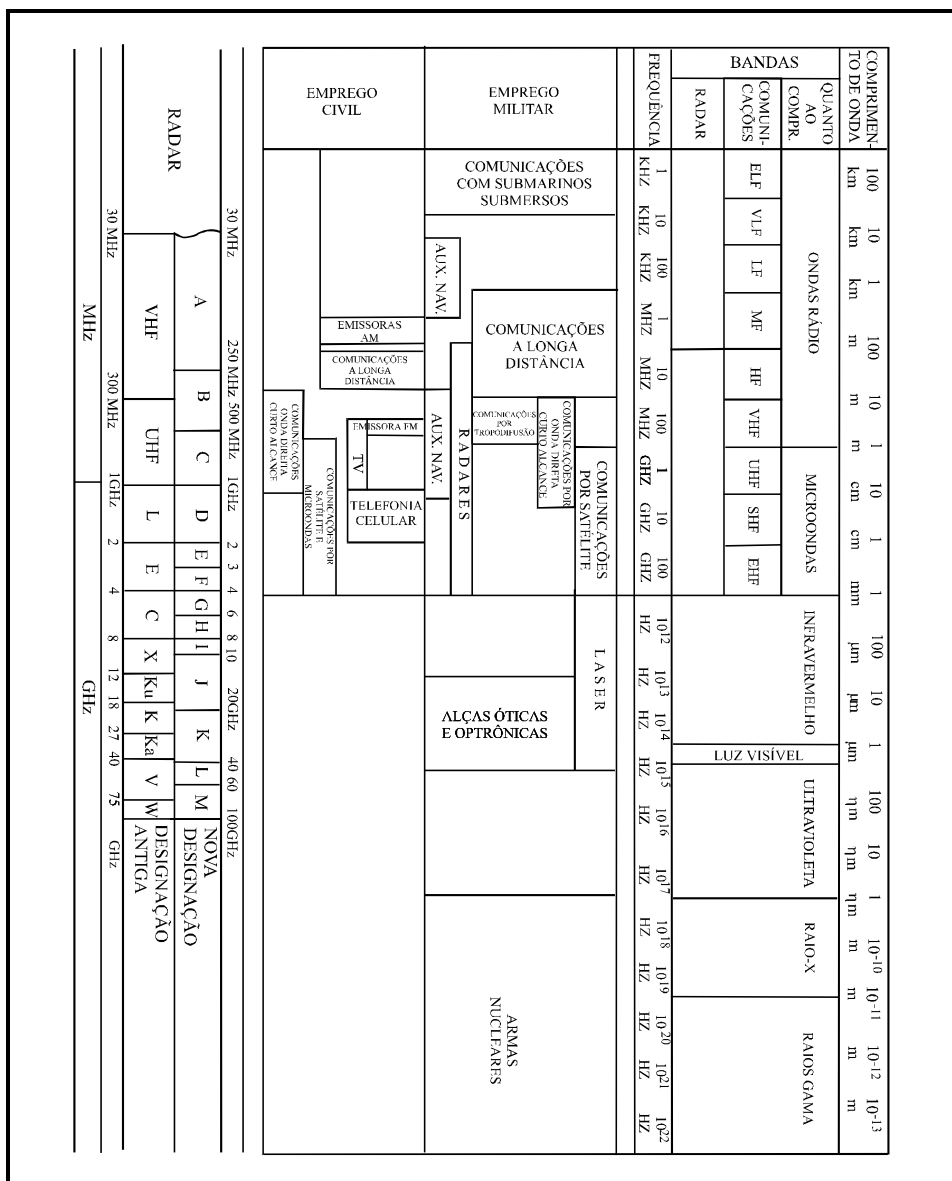 COMPRIMEN-
TO DE ONDA
100
km
10
km
1
km
100
m
10
m
1
m
10
cm
1
cm
1
mm
100
µm
10
µm
1
µm
100
ηm
10
ηm
1
ηm
10-10
m
10-11
m
10-12
m
10-13
m
BANDAS
QUANTO
AO
COMPR.
ONDAS RÁDIO
MICROONDAS
INFRAVERMELHO
LUZ VISÍVEL
ULTRAVIOLETA
RAIO-X
RAIOS GAMA
COMUNI-
CAÇÕES
ELF
VLF
LF
MF
HF
VHF
UHF
SHF
EHF
RADAR
FREQUÊNCIA
1
KHZ
10
KHZ
100
KHZ
1
MHZ
10
MHZ
100
MHZ
1
GHZ
10
GHZ
100
GHZ
1012
HZ
1013
HZ
1014
HZ
1015
HZ
1016
HZ
1017
HZ
1018
HZ
1019
HZ
1020
HZ
1021
HZ
1022
HZ
EMPREGO
MILITAR
COMUNICAÇÕES
COM SUBMARINOS
SUBMERSOS
AUX. NAV.
COMUNICAÇÕES
A LONGA
DISTÂNCIA
COMUNICAÇÕES
POR
TROPODIFUSÃO
COMUNICAÇÕES POR
ONDA DIRETA
CURTO ALCANCE
COMUNICAÇÕES
POR SATÉLITE
RADARES
AUX. NAV.
LASER
ALÇAS ÓTICAS
E OPTRÔNICAS
ARMAS
NUCLEARES
EMPREGO
CIVIL
EMISSORAS
AM
COMUNICAÇÕES
A LONGA
DISTÂNCIA
EMISSORA FM
TV
TELEFONIA
CELULAR
COMUNICAÇÕES POR
SATÉLITE E
MICROONDAS
COMUNICAÇÕES
ONDA DIREITA
CURTO ALCANCE
RADAR
30 MHz
250 MHz
500 MHz
1GHz
2
3
4
6
8
10
20GHz
40
60
100GHz
A
B
C
D
E
F
G
H
I
J
K
L
M
NOVA
DESIGNAÇÃO
VHF
UHF
L
E
C
X
Ku
K
Ka
V
W
DESIGNAÇÃO
ANTIGA
30 MHz
300 MHz
1GHz
2
4
8
12
18
27
40
75
GHz
MHz
GHz